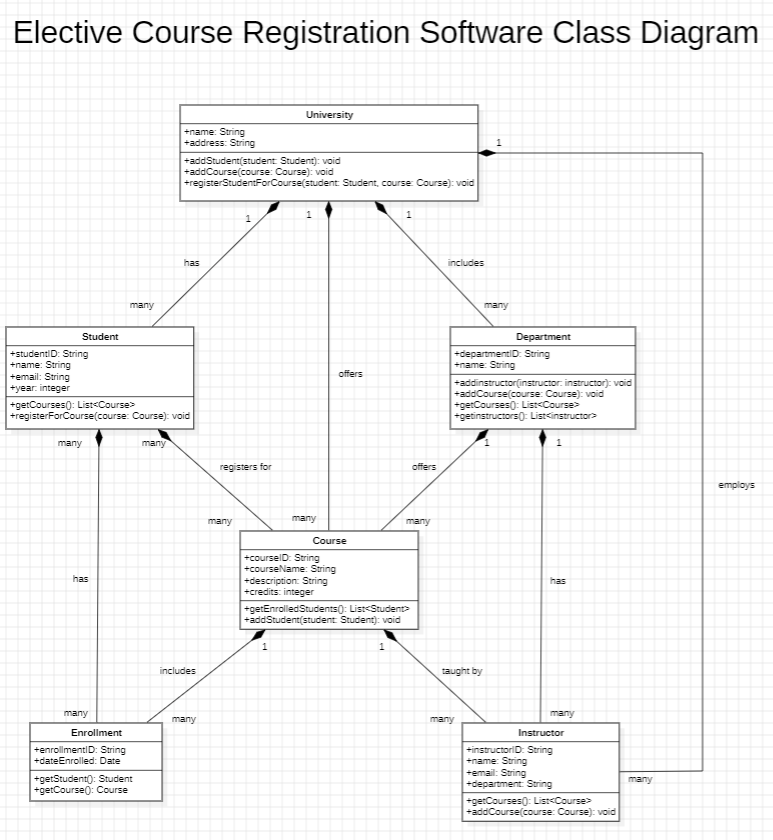 Elective Course Registration Software Class Diagram
University
+name: String
+address: String
+addStudent(student: Student): void
+addCourse(course: Course): void
+registerStudentForCourse(student: Student, course: Course): void
1
1
1
1
has
includes
many
many
Student
+studentID: String
+name: String
+email: String
+year: integer
+getCourses(): List<Course>
+registerForCourse(course: Course): void
Department
+departmentID: String
+name: String
+addinstructor(instructor: instructor): void
+addCourse(course: Course): void
+getCourses(): List<Course>
+getinstructors(): List<instructor>
offers
many
many
1
1
registers for
offers
employs
many
many
many
Course
+courseID: String
+courseName: String
+description: String
+credits: integer
+getEnrolledStudents(): List<Student>
+addStudent(student: Student): void
has
has
1
1
includes
taught by
many
many
many
many
Enrollment
+enrollmentID: String
+dateEnrolled: Date
+getStudent(): Student
+getCourse(): Course
Instructor
+instructorID: String
+name: String
+email: String
+department: String
+getCourses(): List<Course>
+addCourse(course: Course): void
many